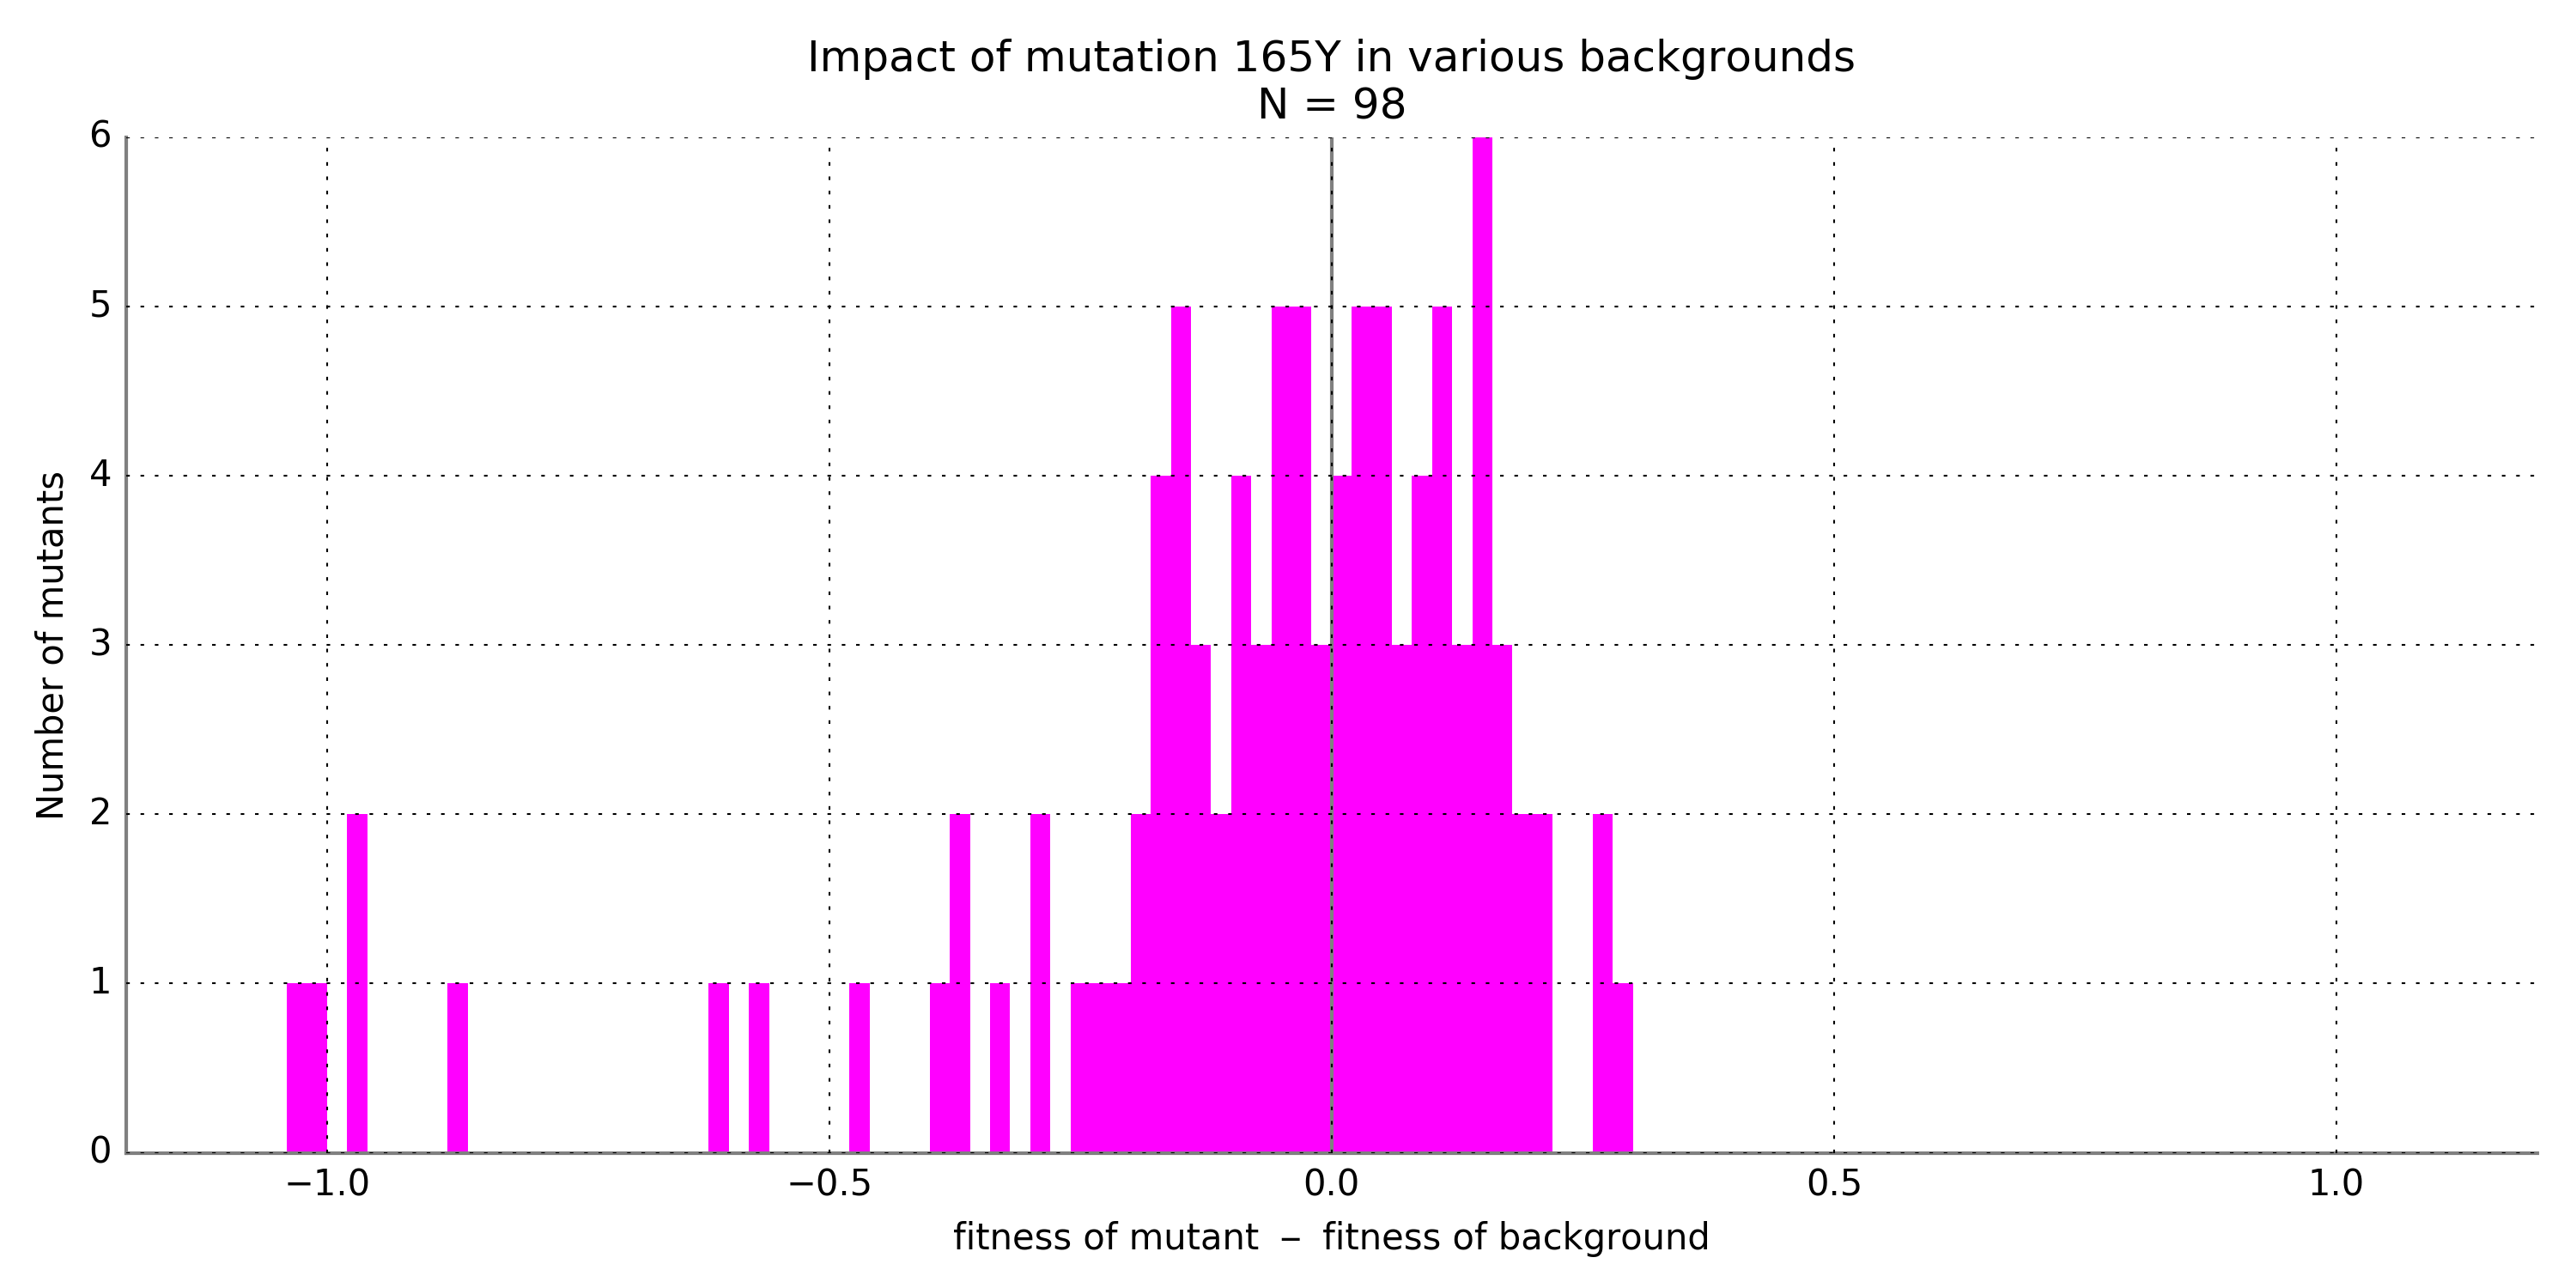 Impact of mutation 165Y in various backgrounds
N = 98
6
5
4
3
2
1
0
Number of mutants
−1.0 −0.5 0.0 0.5 1.0
fitness of mutant – fitness of background